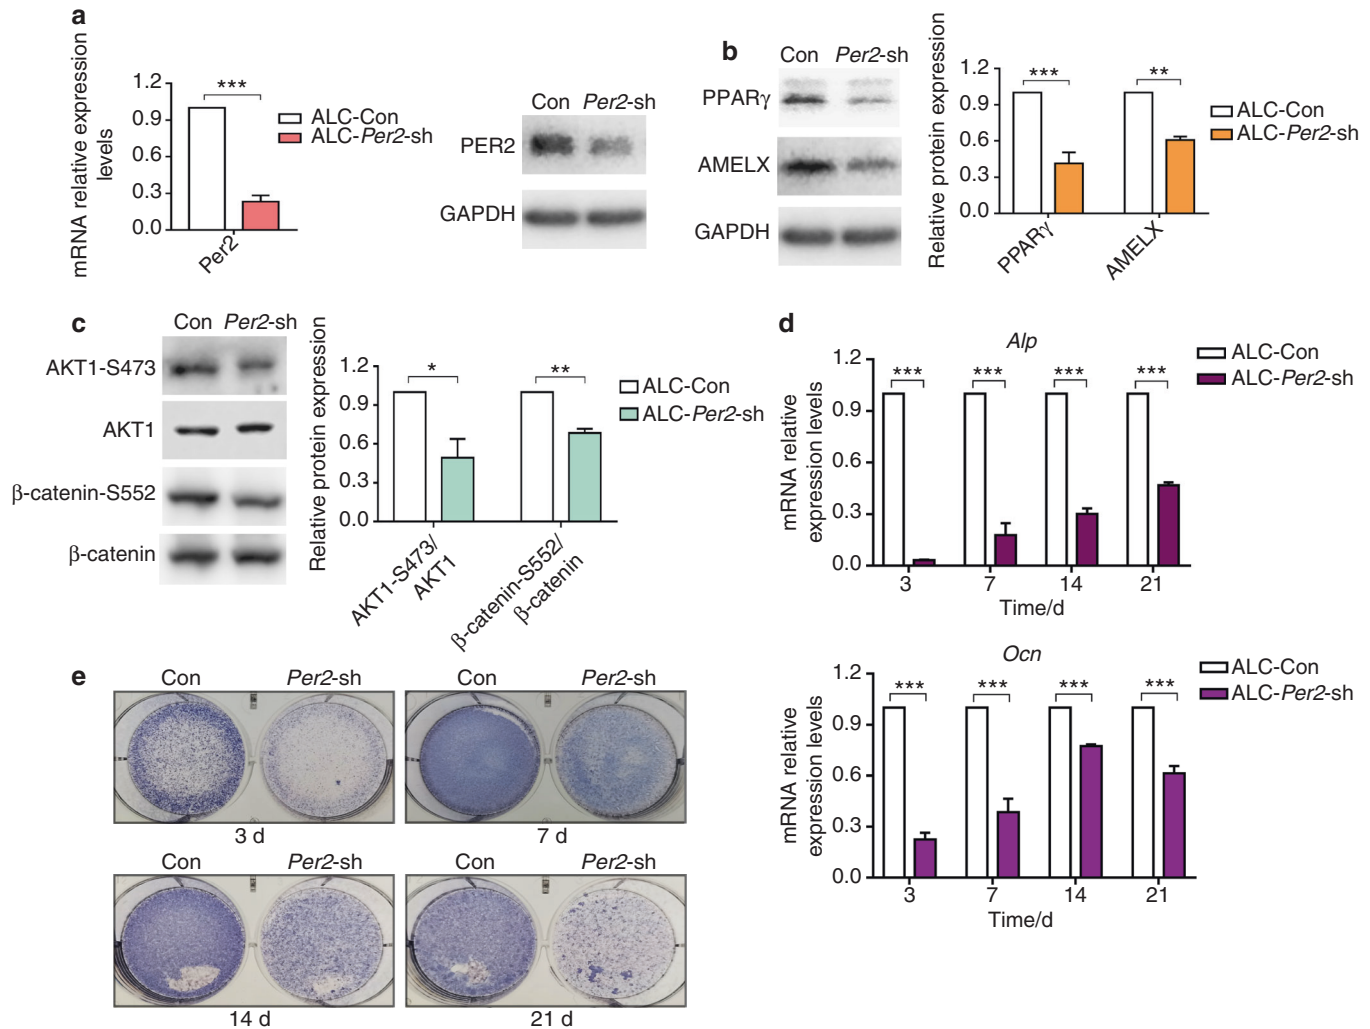 a
mRNA relative expression
levels
1.2
0.9
0.6
0.3
0.0
***
Per2
ALC-Con
ALC-Per2-sh
Con Per2-sh
PER2
GAPDH
b
Con Per2-sh
PPARγ
AMELX
GAPDH
Relative protein expression
1.2
0.9
0.6
0.3
0.0
*** **
PPARγ AMELX
ALC-Con
ALC-Per2-sh
c
Con Per2-sh
AKT1-S473
AKT1
β-catenin-S552
β-catenin
Relative protein expression
1.2
0.9
0.6
0.3
0.0
* **
AKT1-S473/
AKT1
β-catenin-S552/
β-catenin
ALC-Con
ALC-Per2-sh
d
Alp
mRNA relative
expression levels
1.2
0.9
0.6
0.3
0.0
*** *** *** ***
3 7 14 21
Time/d
ALC-Con
ALC-Per2-sh
Ocn
mRNA relative
expression levels
1.2
0.9
0.6
0.3
0.0
*** *** *** ***
3 7 14 21
Time/d
ALC-Con
ALC-Per2-sh
e
Con Per2-sh Con Per2-sh
3 d 7 d
Con Per2-sh Con Per2-sh
14 d 21 d